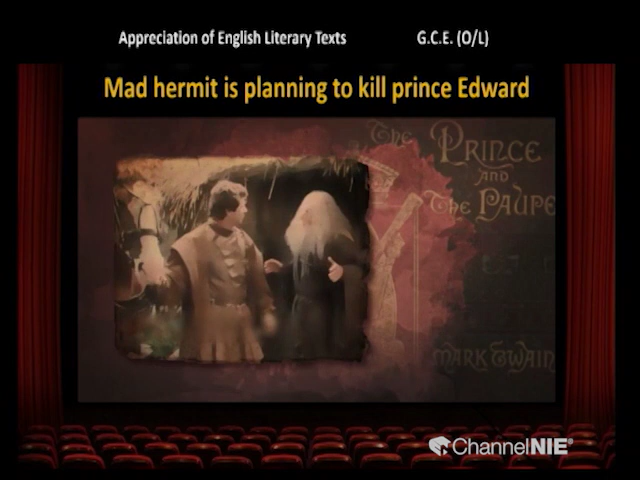 Appreciation of English Literary Texts G.C.E. (O/L)
Mad hermit is planning to kill prince Edward
The
PRINCE
AND
The PAUPE
MARK TWAIN
ChannelNIE